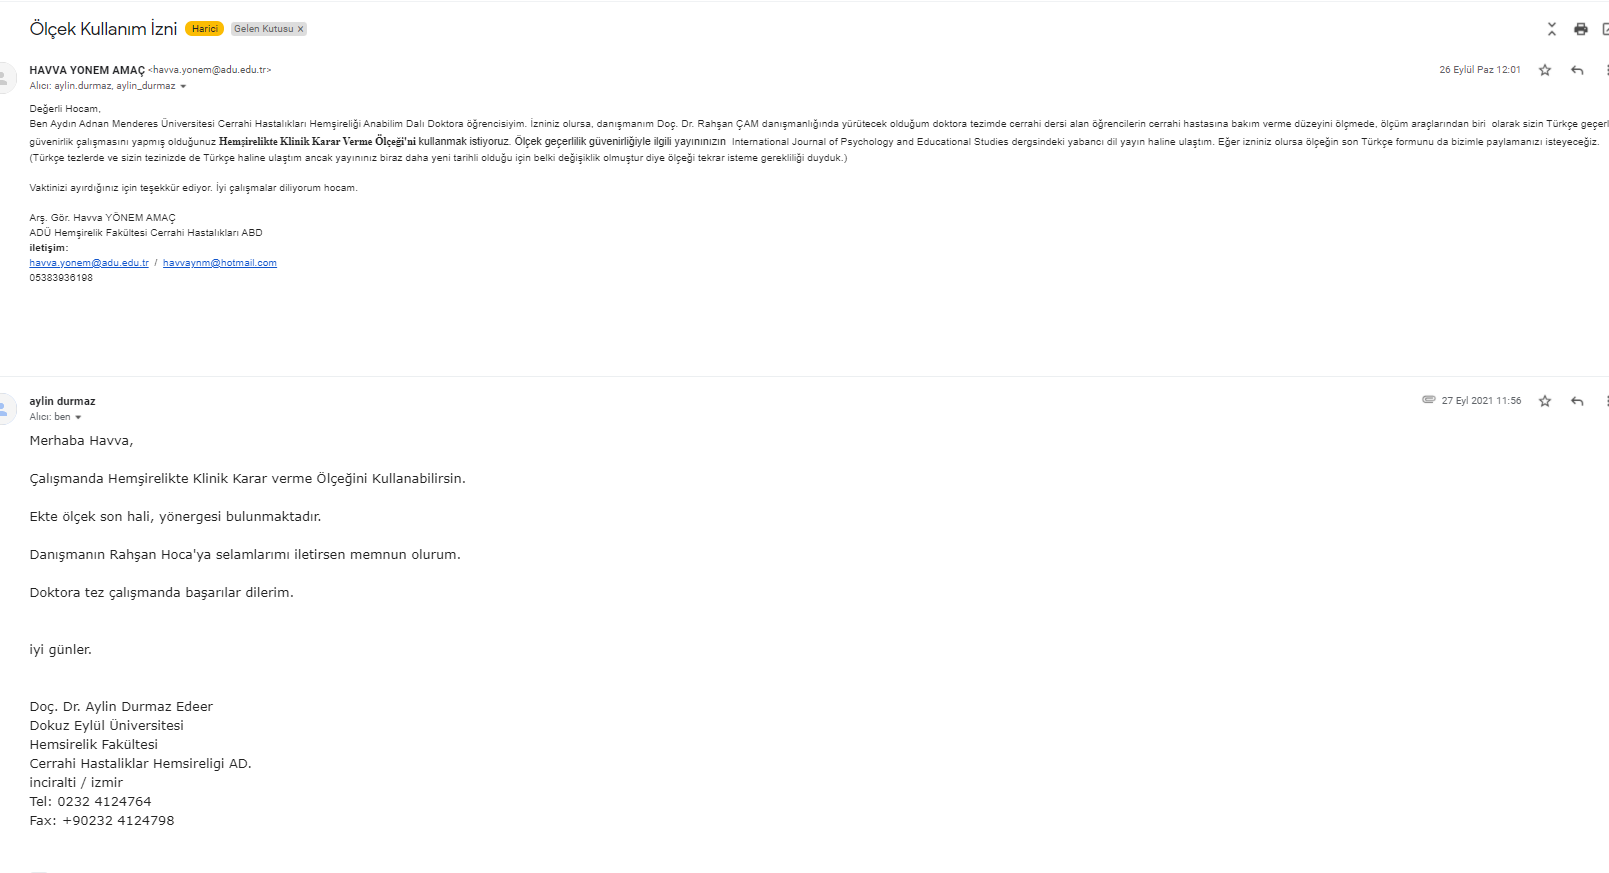 Ölçek Kullanım İzni Harici Gelen Kutusu x
HAVVA YONEM AMAÇ <havva.yonem@adu.edu.tr> 26 Eylül Paz 12:01
Alıcı: aylin.durmaz, aylin_durmaz
Değerli Hocam,
Ben Aydın Adnan Menderes Üniversitesi Cerrahi Hastalıkları Hemşireliği Anabilim Dalı Doktora öğrencisiyim. İzniniz olursa, danışmanım Doç. Dr. Rahşan ÇAM danışmanlığında yürütecek olduğum doktora tezimde cerrahi dersi alan öğrencilerin cerrahi hastasına bakım verme düzeyini ölçmede, ölçüm araçlarından biri olarak sizin Türkçe geçerl
güvenirlik çalışmasını yapmış olduğunuz Hemşirelikte Klinik Karar Verme Ölçeği'ni kullanmak istiyoruz. Ölçek geçerlilik güvenirliğiyle ilgili yayınınızın International Journal of Psychology and Educational Studies dergsindeki yabancı dil yayın haline ulaştım. Eğer izniniz olursa ölçeğin son Türkçe formunu da bizimle paylamanızı isteyeceğiz.
(Türkçe tezlerde ve sizin tezinizde de Türkçe haline ulaştım ancak yayınınız biraz daha yeni tarihli olduğu için belki değişiklik olmuştur diye ölçeği tekrar isteme gerekliliği duyduk.)
Vaktinizi ayırdığınız için teşekkür ediyor. İyi çalışmalar diliyorum hocam.
Arş. Gör. Havva YÖNEM AMAÇ
ADÜ Hemşirelik Fakültesi Cerrahi Hastalıkları ABD
iletişim:
havva.yonem@adu.edu.tr / havvaynm@hotmail.com
05383936198
aylin durmaz 27 Eyl 2021 11:56
Alıcı: ben
Merhaba Havva,
Çalışmanda Hemşirelikte Klinik Karar verme Ölçeğini Kullanabilirsin.
Ekte ölçek son hali, yönergesi bulunmaktadır.
Danışmanın Rahşan Hoca'ya selamlarımı iletirsen memnun olurum.
Doktora tez çalışmanda başarılar dilerim.
iyi günler.
Doç. Dr. Aylin Durmaz Edeer
Dokuz Eylül Üniversitesi
Hemsirelik Fakültesi
Cerrahi Hastaliklar Hemsireligi AD.
inciralti / izmir
Tel: 0232 4124764
Fax: +90232 4124798